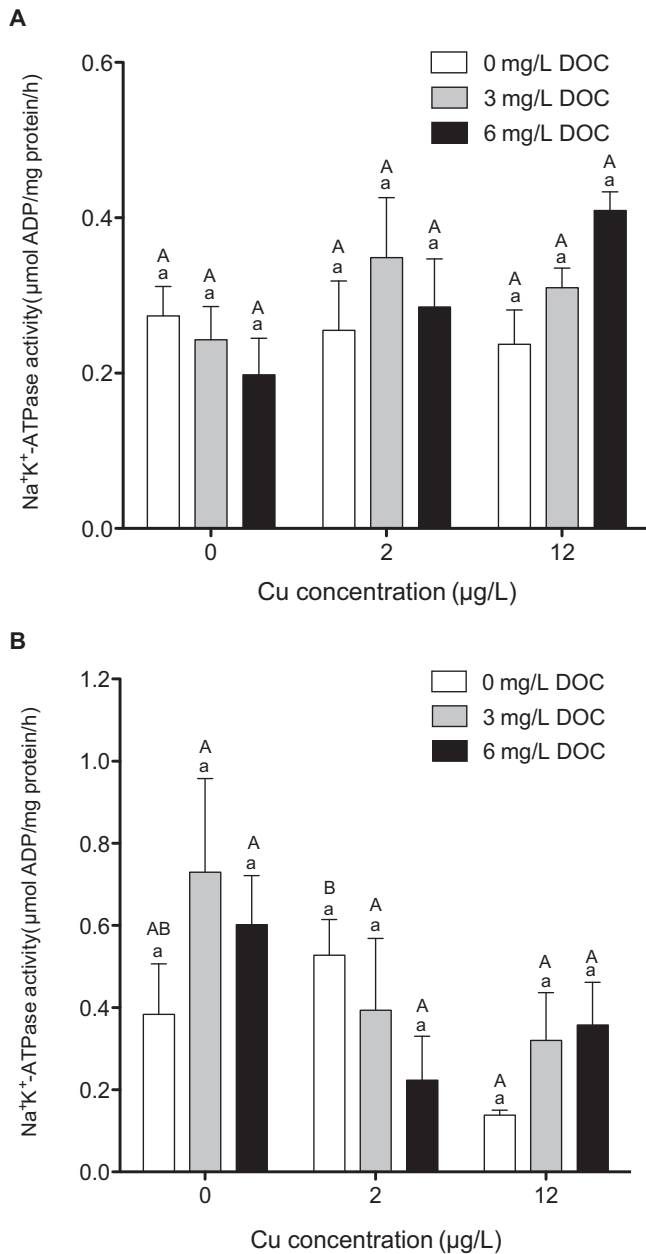 A
Na⁺K⁺-ATPase activity(µmol ADP/mg protein/h)
0.6
0.4
0.2
0.0
0 mg/L DOC
3 mg/L DOC
6 mg/L DOC
A
a
A
a
A
a
A
a
A
a
A
a
A
a
A
a
A
a
0
2
12
Cu concentration (µg/L)
B
Na⁺K⁺-ATPase activity(µmol ADP/mg protein/h)
1.2
1.0
0.8
0.6
0.4
0.2
0.0
0 mg/L DOC
3 mg/L DOC
6 mg/L DOC
AB
a
A
a
A
a
B
a
A
a
A
a
A
a
A
a
A
a
0
2
12
Cu concentration (µg/L)